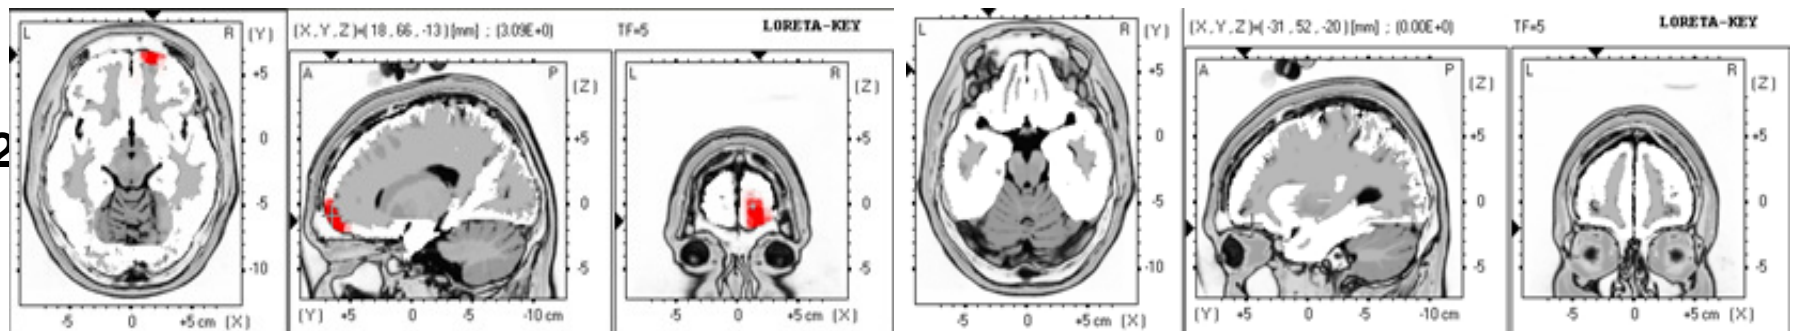 2
(X, Y, Z)=( 18 , 66 , -13 ) [mm] ; (3.09E+0) TF=5 LORETA-KEY
L R (Y)
+5
0
-5
-10
-5 0 +5 cm (X)
A P (Z)
+5
0
-5
(Y) +5 0 -5 -10 cm
L R (Z)
+5
0
-5
-5 0 +5 cm (X)
(X, Y, Z)=( -31 , 52 , -20 ) [mm] ; (0.00E+0) TF=5 LORETA-KEY
L R (Y)
+5
0
-5
-10
-5 0 +5 cm (X)
A P (Z)
+5
0
-5
(Y) +5 0 -5 -10 cm
L R (Z)
+5
0
-5
-5 0 +5 cm (X)